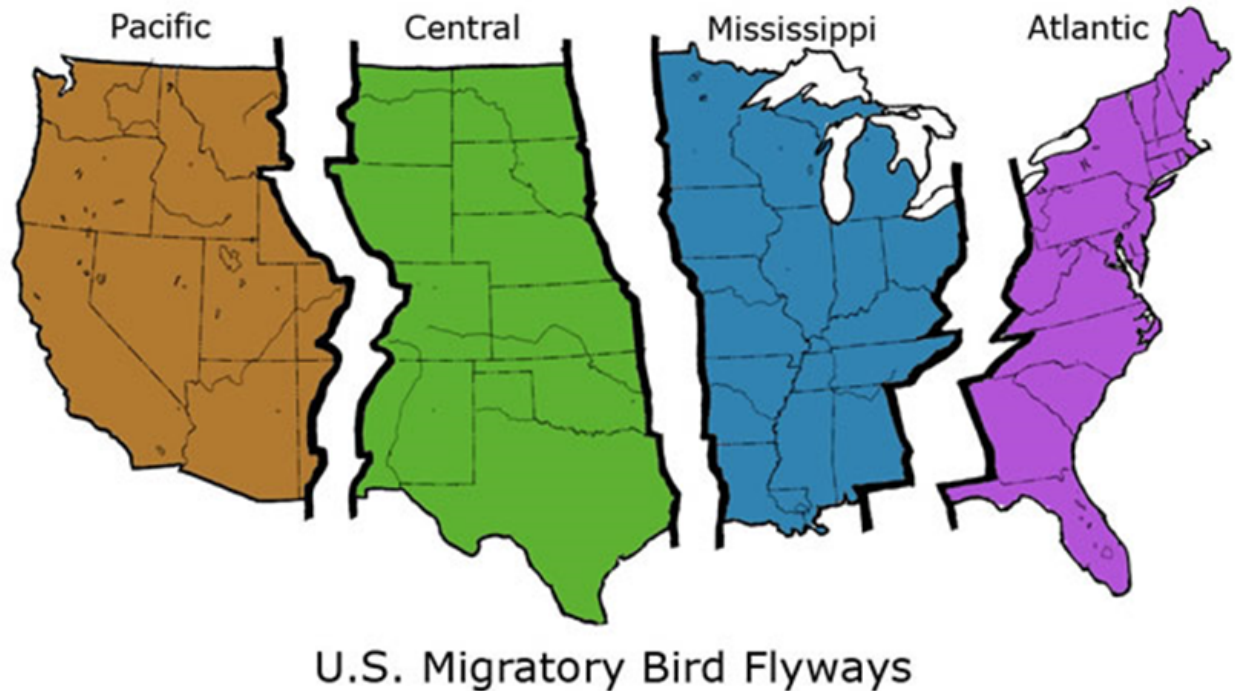 Pacific
Central
Mississippi
Atlantic
U.S. Migratory Bird Flyways